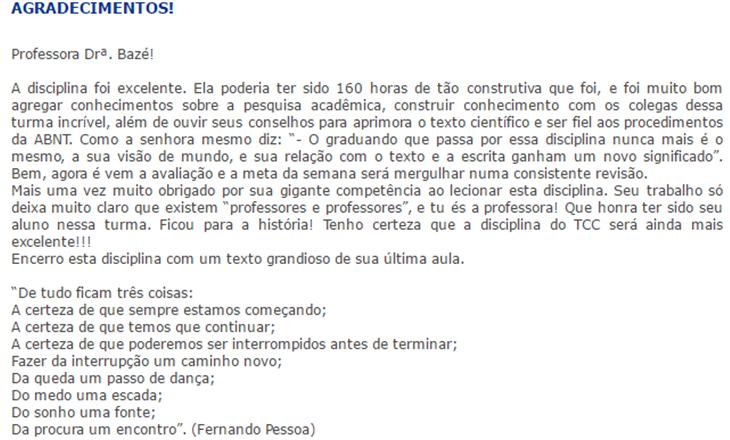 AGRADECIMENTOS!
Professora Drª. Bazé!
A disciplina foi excelente. Ela poderia ter sido 160 horas de tão construtiva que foi, e foi muito bom
agregar conhecimentos sobre a pesquisa acadêmica, construir conhecimento com os colegas dessa
turma incrível, além de ouvir seus conselhos para aprimora o texto científico e ser fiel aos procedimentos
da ABNT. Como a senhora mesmo diz: “- O graduando que passa por essa disciplina nunca mais é o
mesmo, a sua visão de mundo, e sua relação com o texto e a escrita ganham um novo significado”.
Bem, agora é vem a avaliação e a meta da semana será mergulhar numa consistente revisão.
Mais uma vez muito obrigado por sua gigante competência ao lecionar esta disciplina. Seu trabalho só
deixa muito claro que existem “professores e professores”, e tu és a professora! Que honra ter sido seu
aluno nessa turma. Ficou para a história! Tenho certeza que a disciplina do TCC será ainda mais
excelente!!!
Encerro esta disciplina com um texto grandioso de sua última aula.
“De tudo ficam três coisas:
A certeza de que sempre estamos começando;
A certeza de que temos que continuar;
A certeza de que poderemos ser interrompidos antes de terminar;
Fazer da interrupção um caminho novo;
Da queda um passo de dança;
Do medo uma escada;
Do sonho uma fonte;
Da procura um encontro”. (Fernando Pessoa)